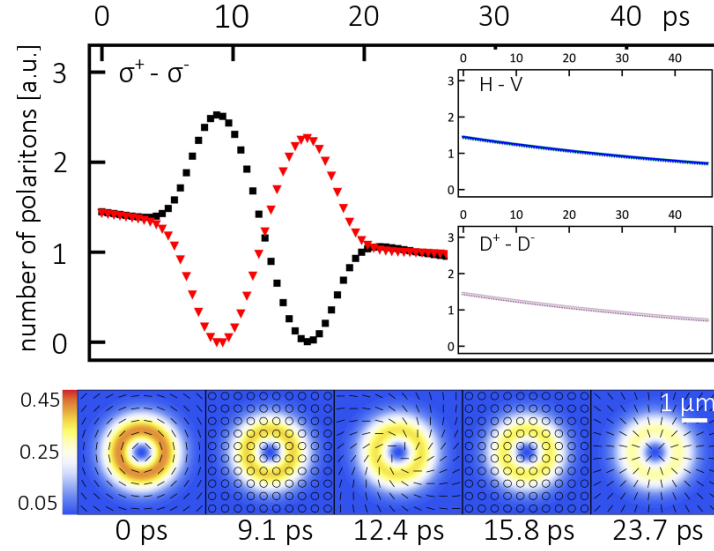 0 10 20 30 40 ps
number of polaritons [a.u.]
3
2
1
0
σ⁺ - σ⁻
0 10 20 30 40
H - V
3
2
1
0
0 10 20 30 40
D⁺ - D⁻
3
2
1
0
0.45
0.25
0.05
1 μm
0 ps 9.1 ps 12.4 ps 15.8 ps 23.7 ps